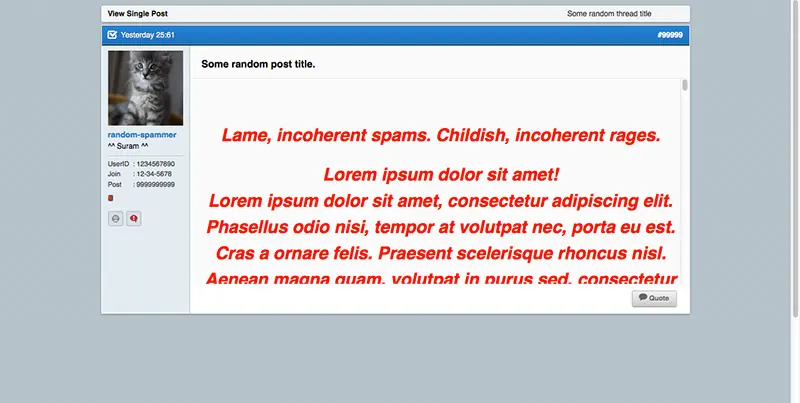 View Single Post
Some random thread title
Yesterday 25:61
#99999
random-spammer
^^ Suram ^^
UserID : 1234567890
Join : 12-34-5678
Post : 9999999999
Some random post title.
Lame, incoherent spams. Childish, incoherent rages.
Lorem ipsum dolor sit amet!
Lorem ipsum dolor sit amet, consectetur adipiscing elit.
Phasellus odio nisi, tempor at volutpat nec, porta eu est.
Cras a ornare felis. Praesent scelerisque rhoncus nisl.
Aenean magna quam, volutpat in purus sed, consectetur
Quote